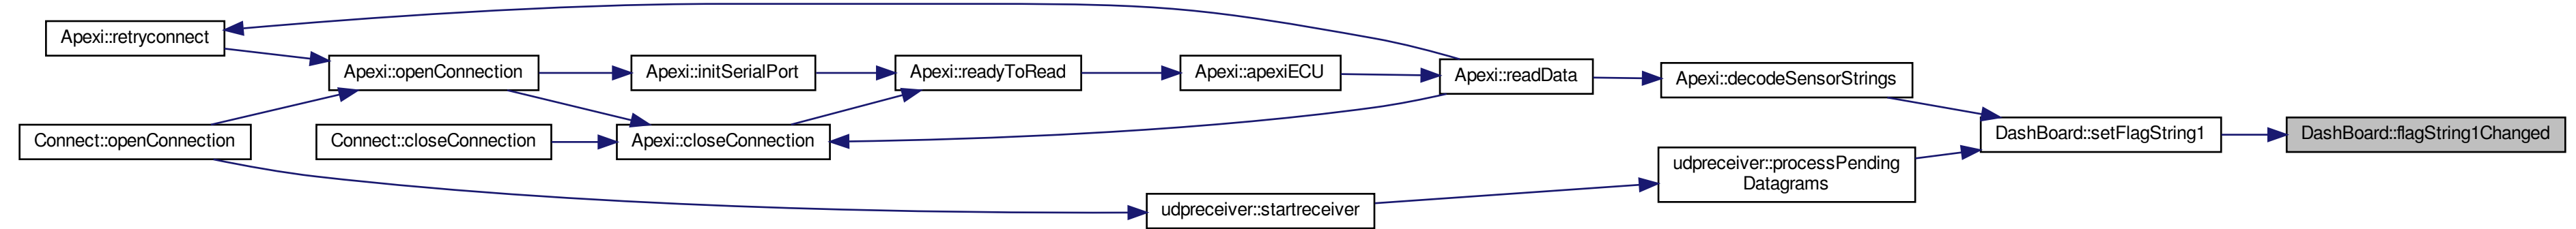 Apexi::retryconnect
Apexi::openConnection
Apexi::initSerialPort
Apexi::readyToRead
Apexi::apexiECU
Apexi::readData
Apexi::decodeSensorStrings
Connect::openConnection
Connect::closeConnection
Apexi::closeConnection
DashBoard::setFlagString1
DashBoard::flagString1Changed
udpreceiver::processPending
Datagrams
udpreceiver::startreceiver